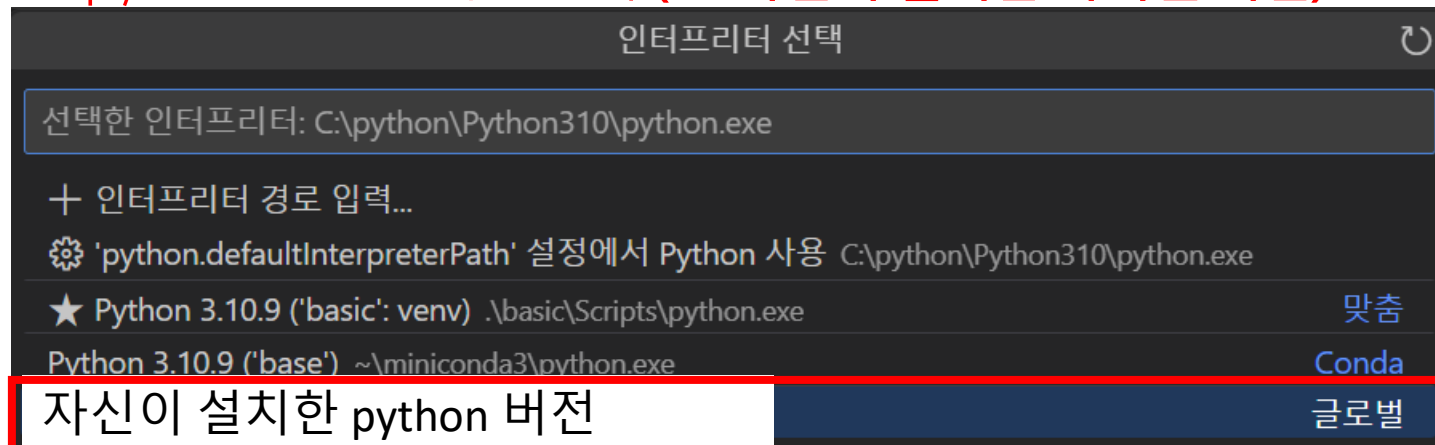 인터프리터 선택
선택한 인터프리터: C:\python\Python310\python.exe
인터프리터 경로 입력...
'python.defaultInterpreterPath' 설정에서 Python 사용 C:\python\Python310\python.exe
★ Python 3.10.9 ('basic': venv) .\basic\Scripts\python.exe 맞춤
Python 3.10.9 ('base') ~\miniconda3\python.exe Conda
자신이 설치한 python 버전 글로벌